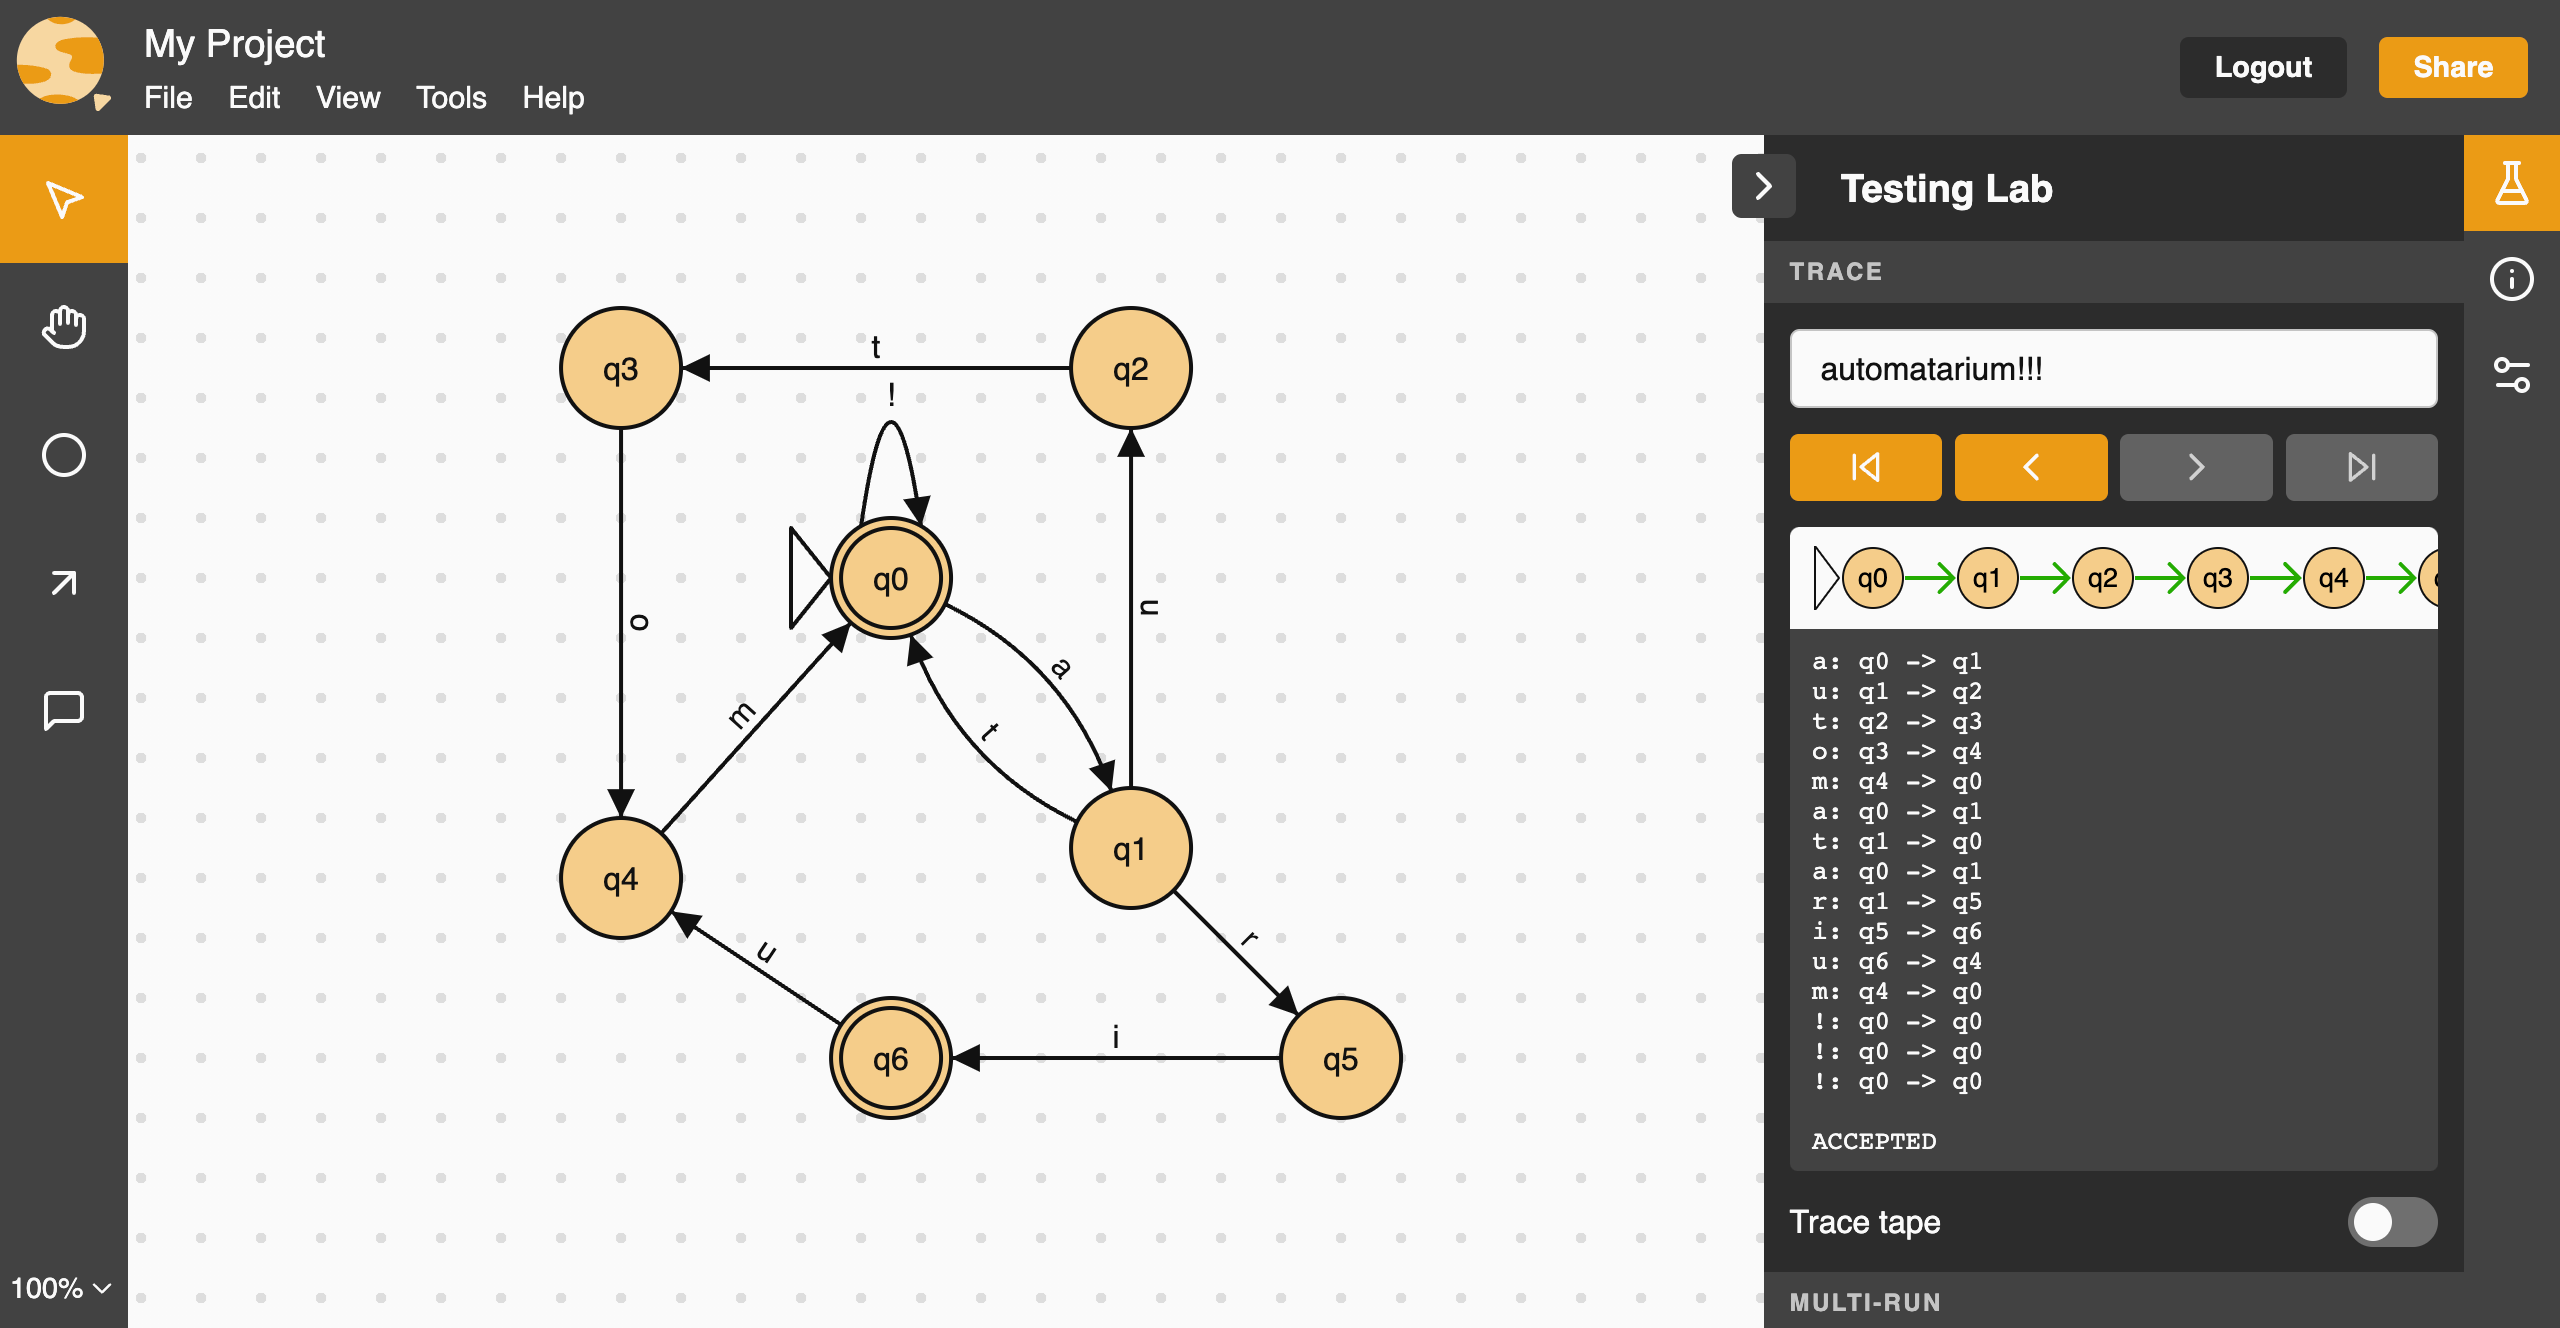 My Project
File Edit View Tools Help
Logout
Share
Testing Lab
TRACE
automatarium!!!
q0 q1 q2 q3 q4
a: q0 -> q1
u: q1 -> q2
t: q2 -> q3
o: q3 -> q4
m: q4 -> q0
a: q0 -> q1
t: q1 -> q0
a: q0 -> q1
r: q1 -> q5
i: q5 -> q6
u: q6 -> q4
m: q4 -> q0
!: q0 -> q0
!: q0 -> q0
!: q0 -> q0
ACCEPTED
Trace tape
MULTI-RUN
q3
t
q2
!
q0
o
u
a
m
t
q1
q4
u
r
q6
i
q5
100%